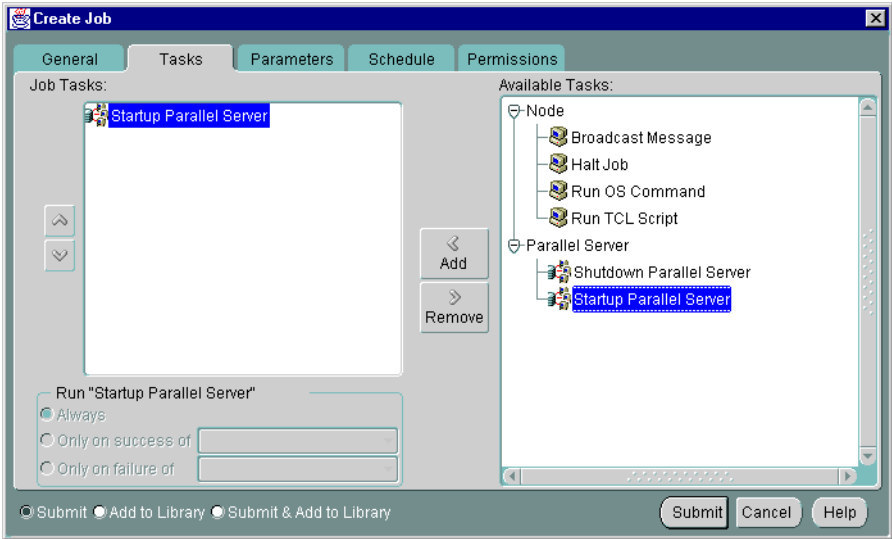 Create Job
General Tasks Parameters Schedule Permissions
Job Tasks:
Startup Parallel Server
Add
Remove
Run "Startup Parallel Server"
Always
Only on success of
Only on failure of
Available Tasks:
Node
Broadcast Message
Halt Job
Run OS Command
Run TCL Script
Parallel Server
Shutdown Parallel Server
Startup Parallel Server
Submit Add to Library Submit & Add to Library
Submit Cancel Help